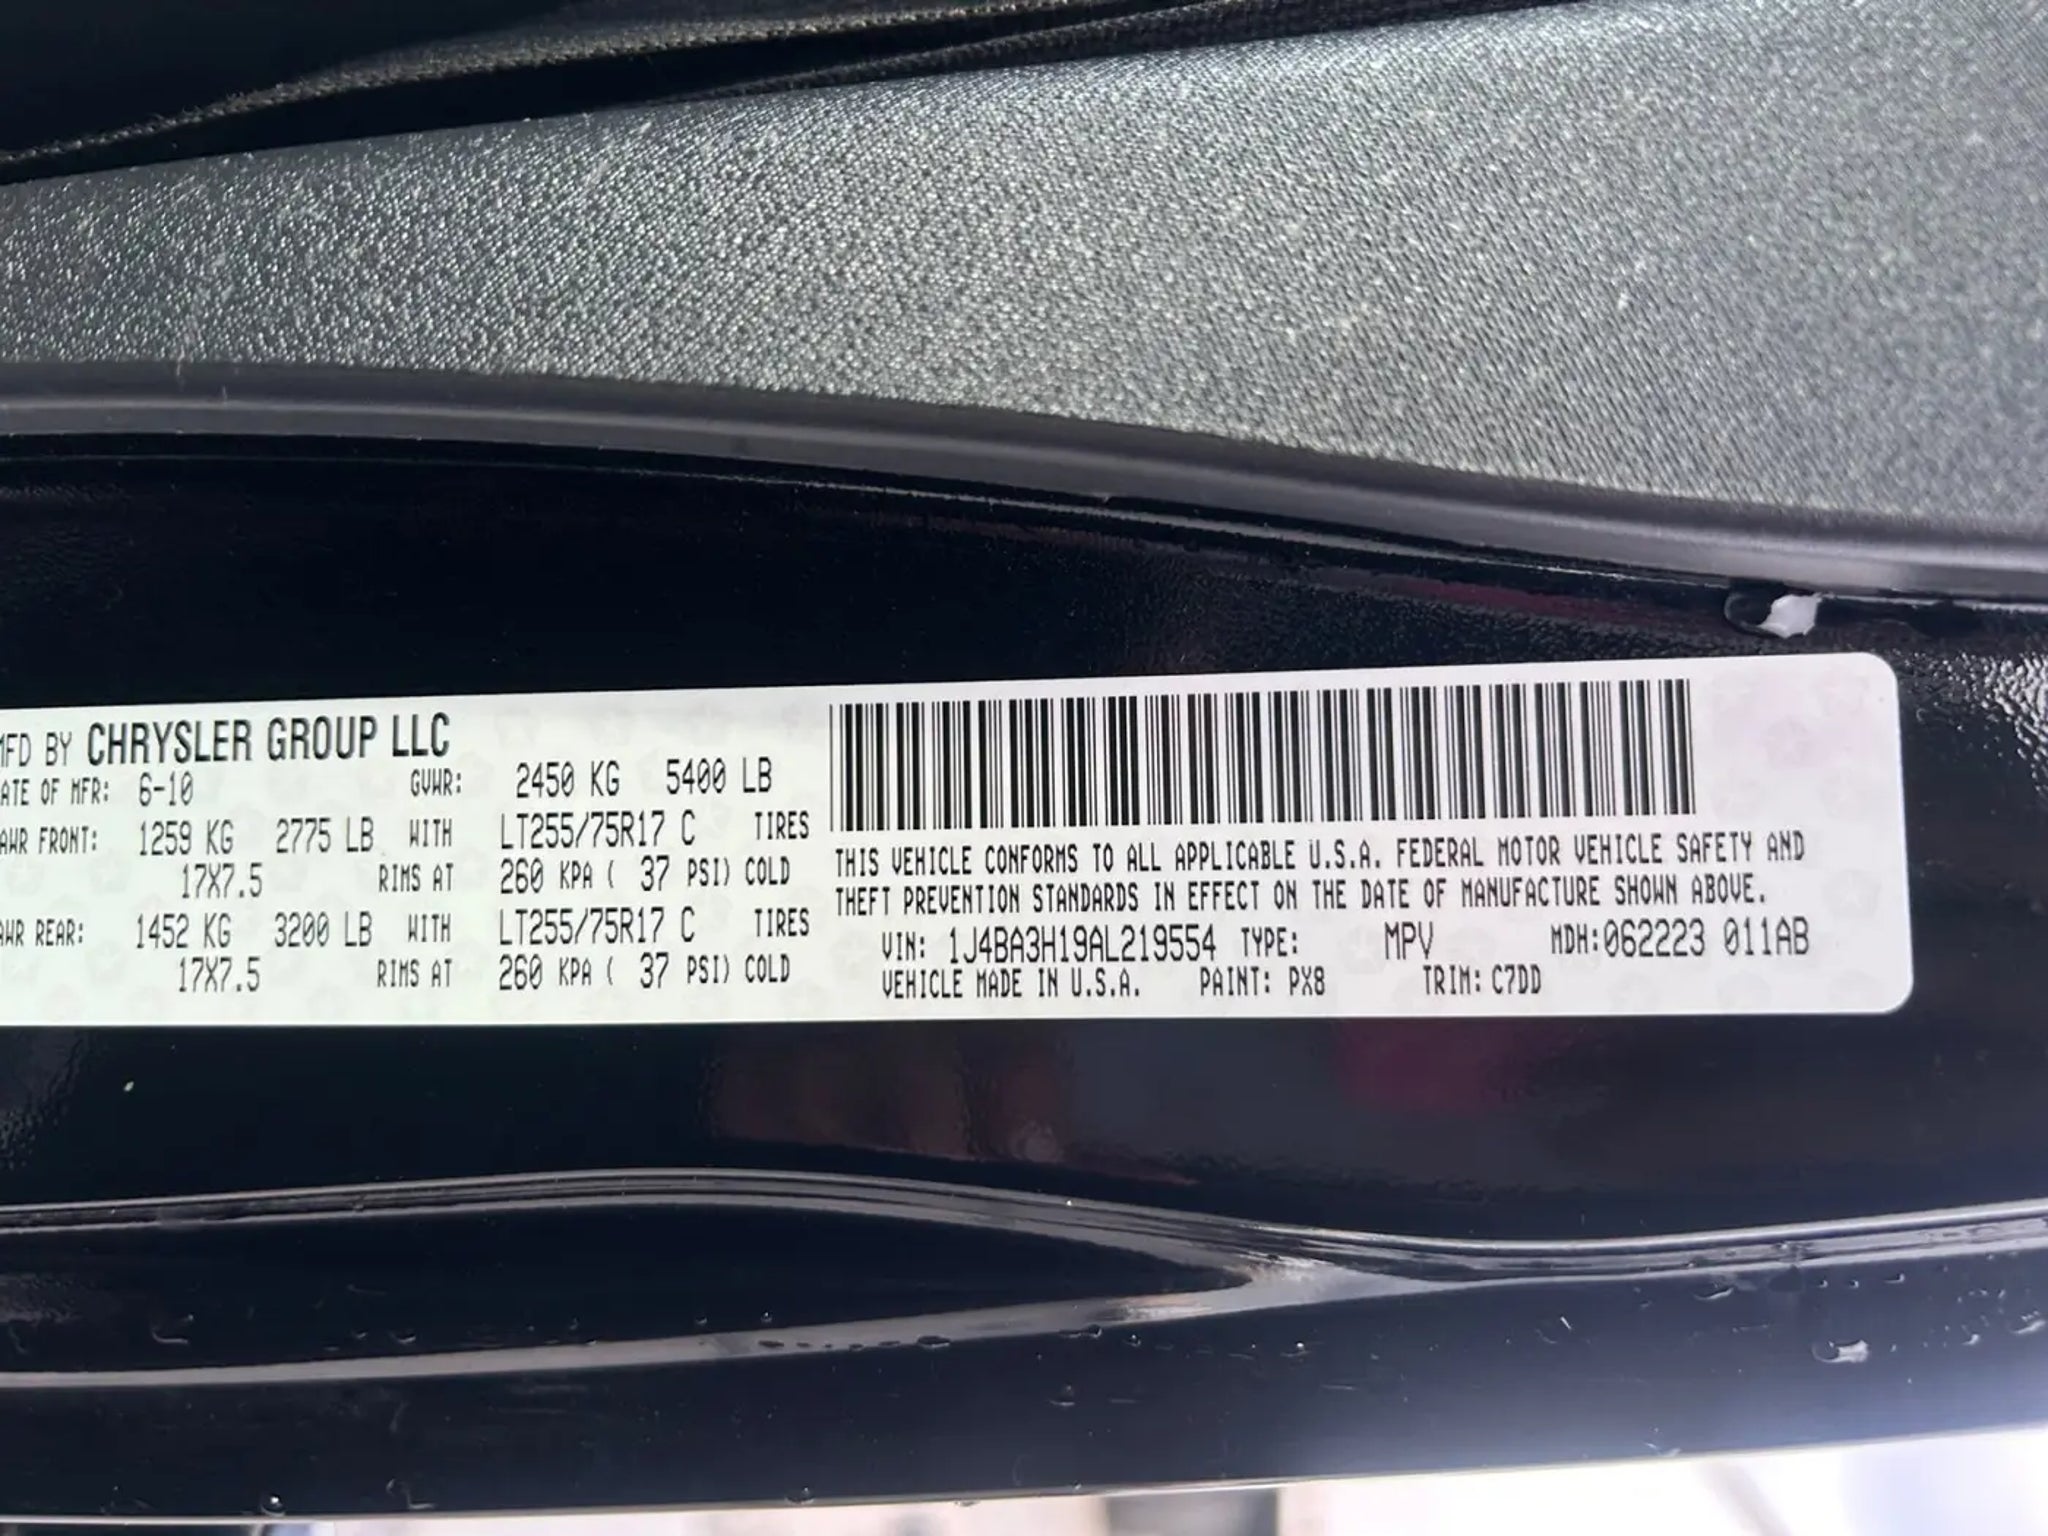 MFD BY CHRYSLER GROUP LLC
DATE OF MFR: 6-10 GVWR: 2450 KG 5400 LB
AWR FRONT: 1259 KG 2775 LB WITH LT255/75R17 C TIRES
17X7.5 RIMS AT 260 KPA ( 37 PSI) COLD
AWR REAR: 1452 KG 3200 LB WITH LT255/75R17 C TIRES
17X7.5 RIMS AT 260 KPA ( 37 PSI) COLD
THIS VEHICLE CONFORMS TO ALL APPLICABLE U.S.A. FEDERAL MOTOR VEHICLE SAFETY AND
THEFT PREVENTION STANDARDS IN EFFECT ON THE DATE OF MANUFACTURE SHOWN ABOVE.
VIN: 1J4BA3H19AL219554 TYPE: MPV MDH:062223 011AB
VEHICLE MADE IN U.S.A. PAINT: PX8 TRIM: C7DD